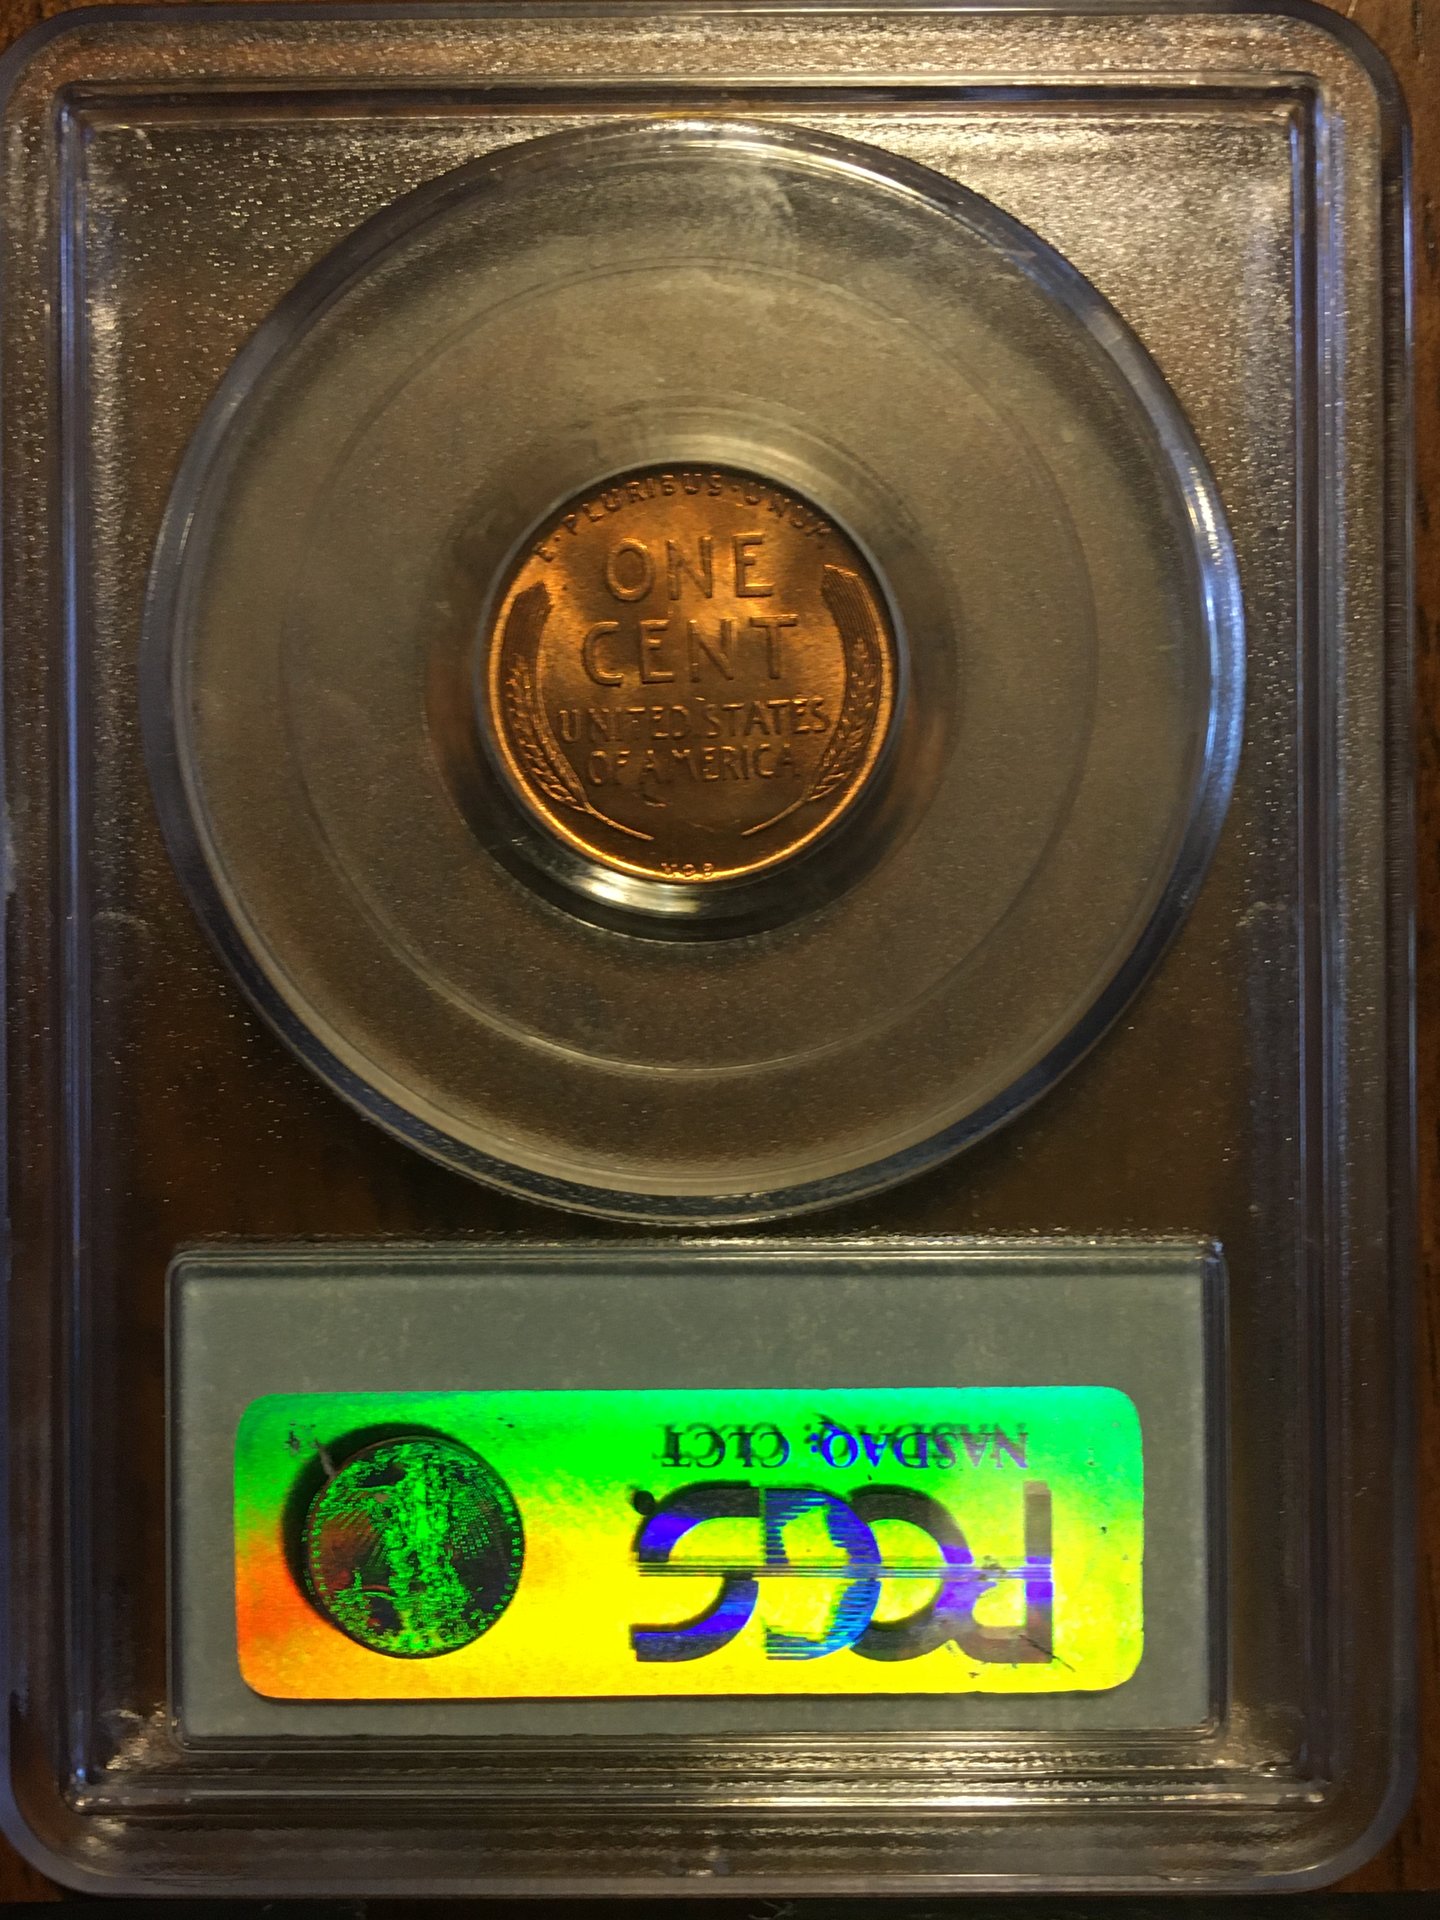 E·PLURIBUS·UNUM
ONE
CENT
UNITED STATES
OF AMERICA
V.D.B.
NASDAQ: CLCT
PCGS